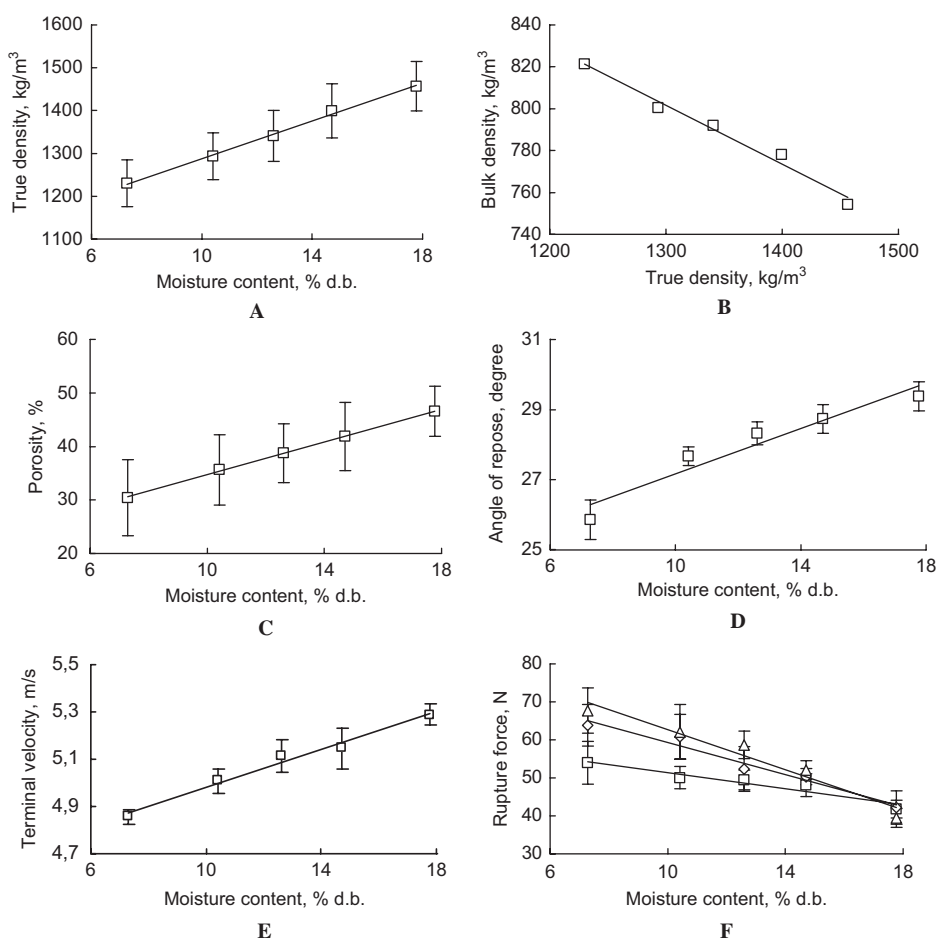 1600
1500
1400
1300
1200
1100
6 10 14 18
True density, kg/m³
Moisture content, % d.b.
A
840
820
800
780
760
740
1200 1300 1400 1500
Bulk density, kg/m³
True density, kg/m³
B
60
50
40
30
20
6 10 14 18
Porosity, %
Moisture content, % d.b.
C
31
29
27
25
6 10 14 18
Angle of repose, degree
Moisture content, % d.b.
D
5,5
5,3
5,1
4,9
4,7
6 10 14 18
Terminal velocity, m/s
Moisture content, % d.b.
E
80
70
60
50
40
30
6 10 14 18
Rupture force, N
Moisture content, % d.b.
F